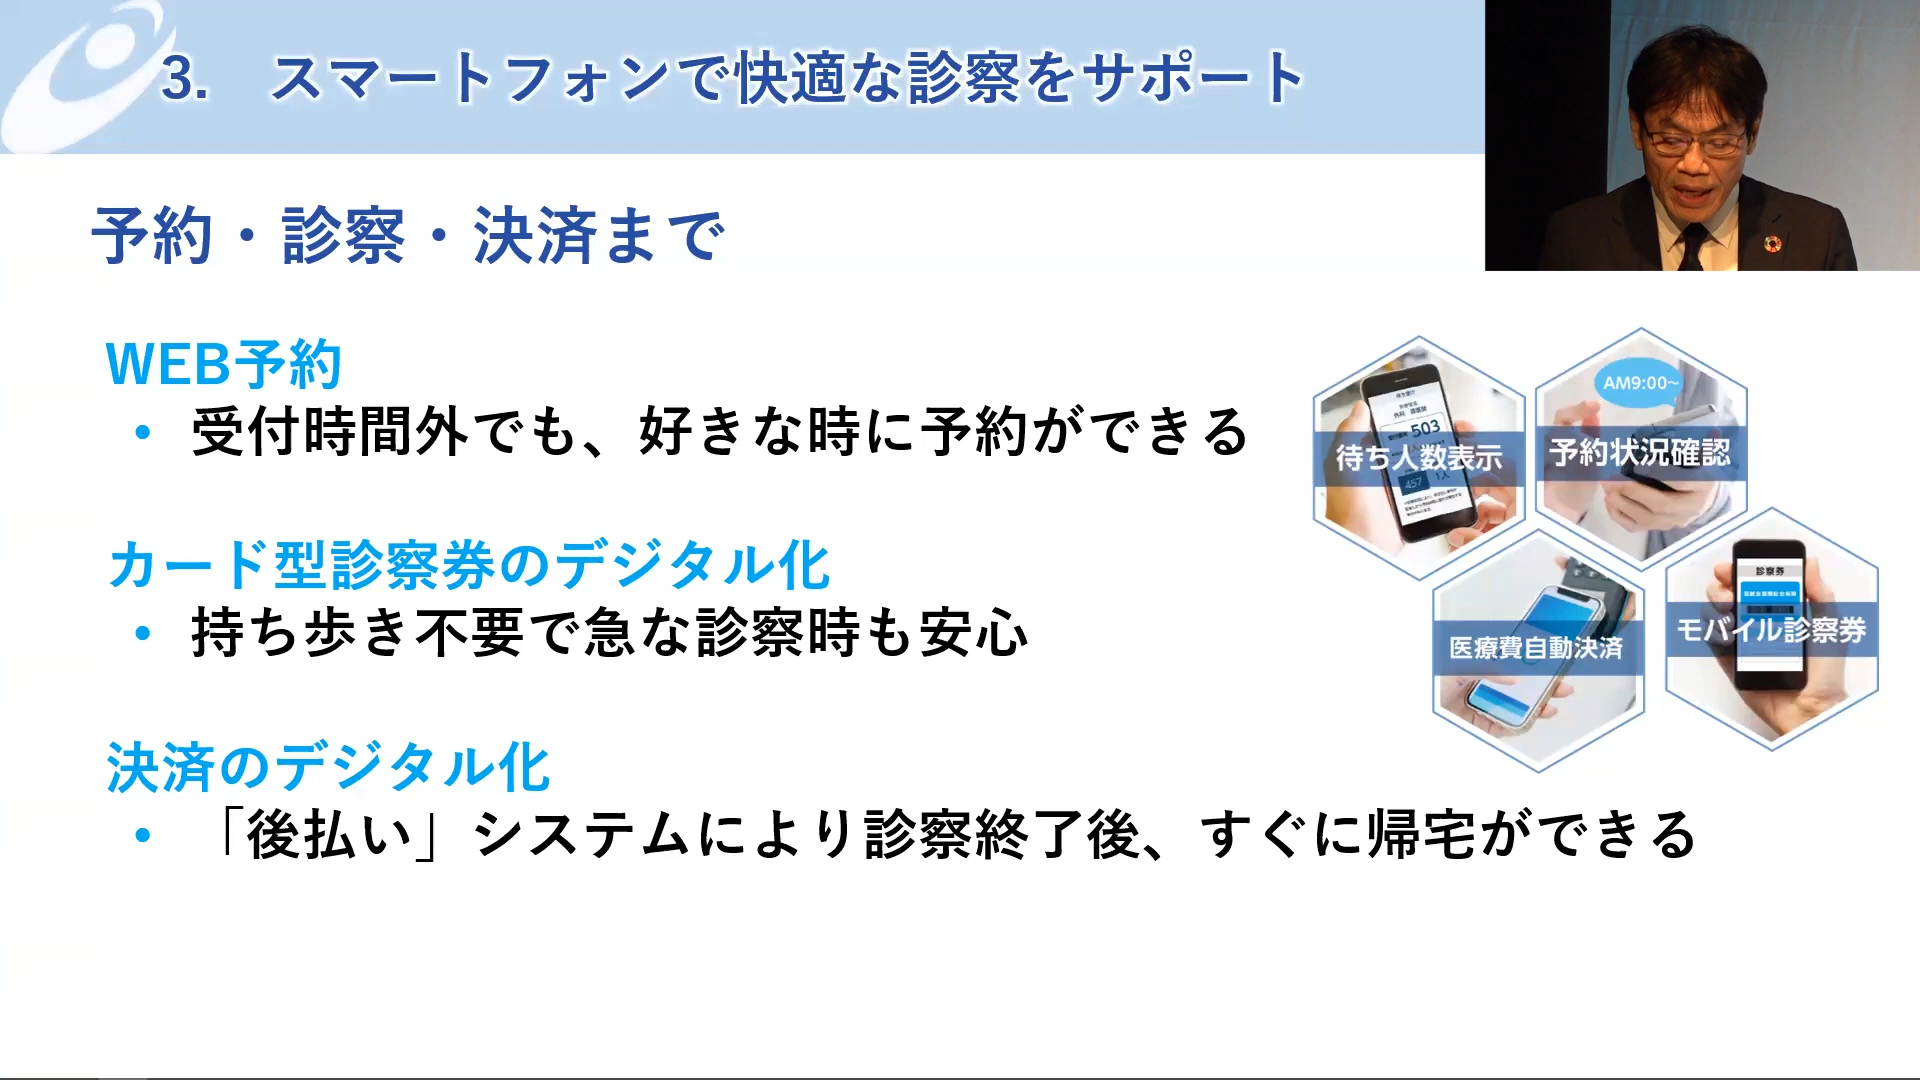 3. スマートフォンで快適な診察をサポート
予約・診察・決済まで
WEB予約
• 受付時間外でも、好きな時に予約ができる
カード型診察券のデジタル化
• 持ち歩き不要で急な診察時も安心
決済のデジタル化
• 「後払い」システムにより診察終了後、すぐに帰宅ができる
503
待ち人数表示
457
1人
AM9:00~
予約状況確認
医療費自動決済
診察券
モバイル診察券